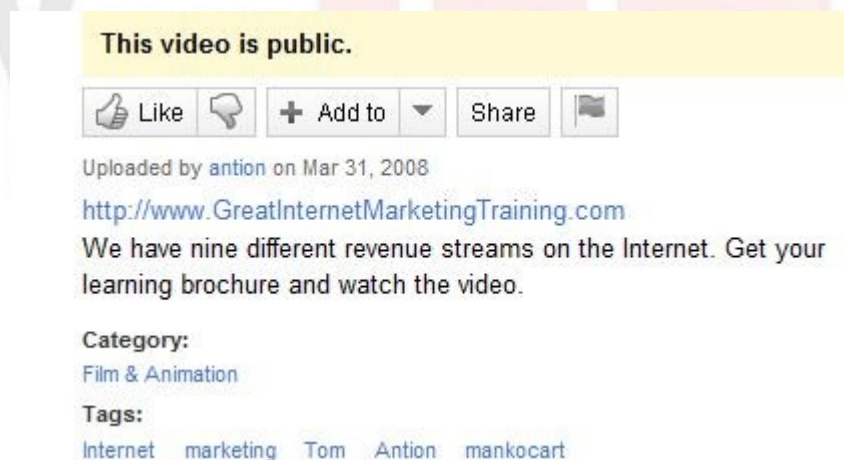 This video is public.
Like Add to Share
Uploaded by antion on Mar 31, 2008
http://www.GreatInternetMarketingTraining.com
We have nine different revenue streams on the Internet. Get your
learning brochure and watch the video.
Category:
Film & Animation
Tags:
Internet marketing Tom Antion mankocart